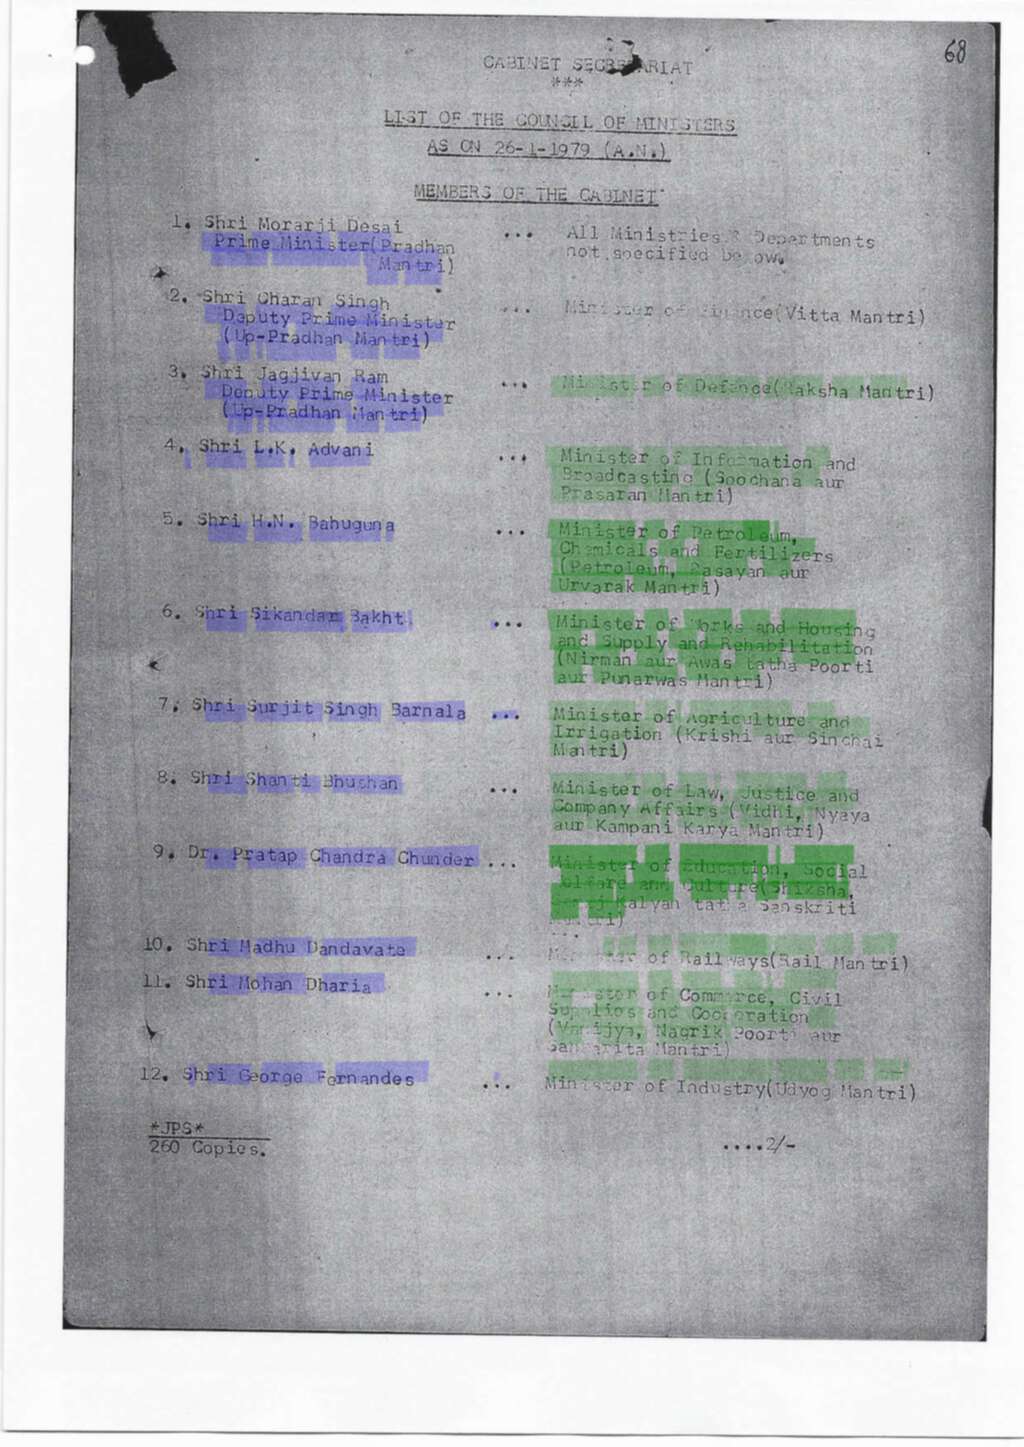 68
CABINET SECRETARIAT
***
LIST OF THE COUNCIL OF MINISTERS
AS ON 26-1-1979 (A.N.)
MEMBERS OF THE CABINET
1. Shri Morarji Desai ... All Ministries & Departments
Prime Minister(Pradhan not specified below.
Mantri)
2. Shri Charan Singh ... Minister of Finance(Vitta Mantri)
Deputy Prime Minister
(Up-Pradhan Mantri)
3. Shri Jagjivan Ram ... Minister of Defence(Raksha Mantri)
Deputy Prime Minister
(Up-Pradhan Mantri)
4. Shri L.K. Advani ... Minister of Information and
Broadcasting (Soochana aur
Prasaran Mantri)
5. Shri H.N. Bahuguna ... Minister of Petroleum,
Chemicals and Fertilizers
(Petroleum, Rasayan aur
Urvarak Mantri)
6. Shri Sikandar Bakht ... Minister of Works and Housing
and Supply and Rehabilitation
(Nirman aur Awas tatha Poorti
aur Punarwas Mantri)
7. Shri Surjit Singh Barnala ... Minister of Agriculture and
Irrigation (Krishi aur Sinchai
Mantri)
8. Shri Shanti Bhushan ... Minister of Law, Justice and
Company Affairs (Vidhi, Nyaya
aur Kampani Karya Mantri)
9. Dr. Pratap Chandra Chunder ... Minister of Education, Social
Welfare and Culture(Shiksha,
Kalyan tatha Sanskriti
Mantri)
...
10. Shri Madhu Dandavate ... Minister of Railways(Rail Mantri)
11. Shri Mohan Dharia ... Minister of Commerce, Civil
Supplies and Cooperation
(Vanijya, Nagrik Poorti aur
Sahkarita Mantri)
12. Shri George Fernandes ... Minister of Industry(Udyog Mantri)
*JPS*
260 Copies.
....2/-